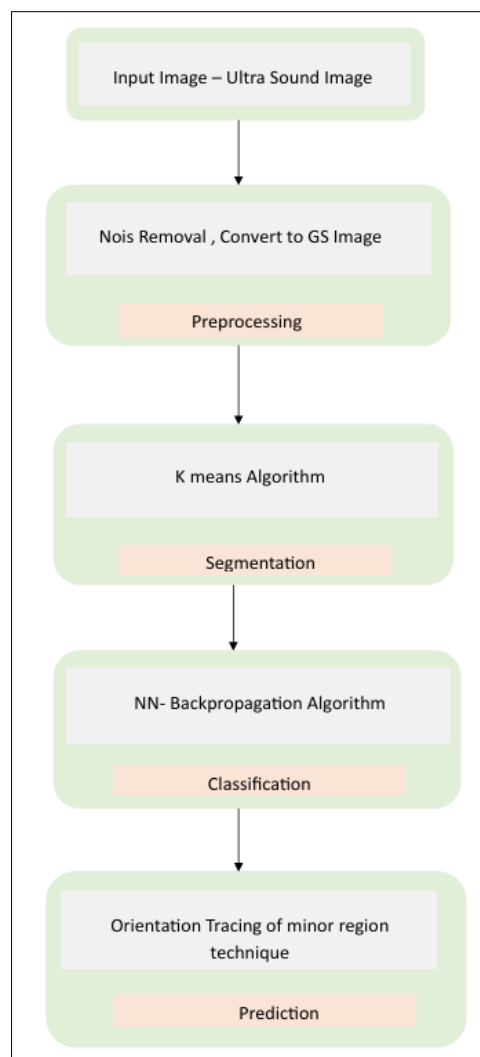 Input Image – Ultra Sound Image
Nois Removal , Convert to GS Image
Preprocessing
K means Algorithm
Segmentation
NN- Backpropagation Algorithm
Classification
Orientation Tracing of minor region
technique
Prediction